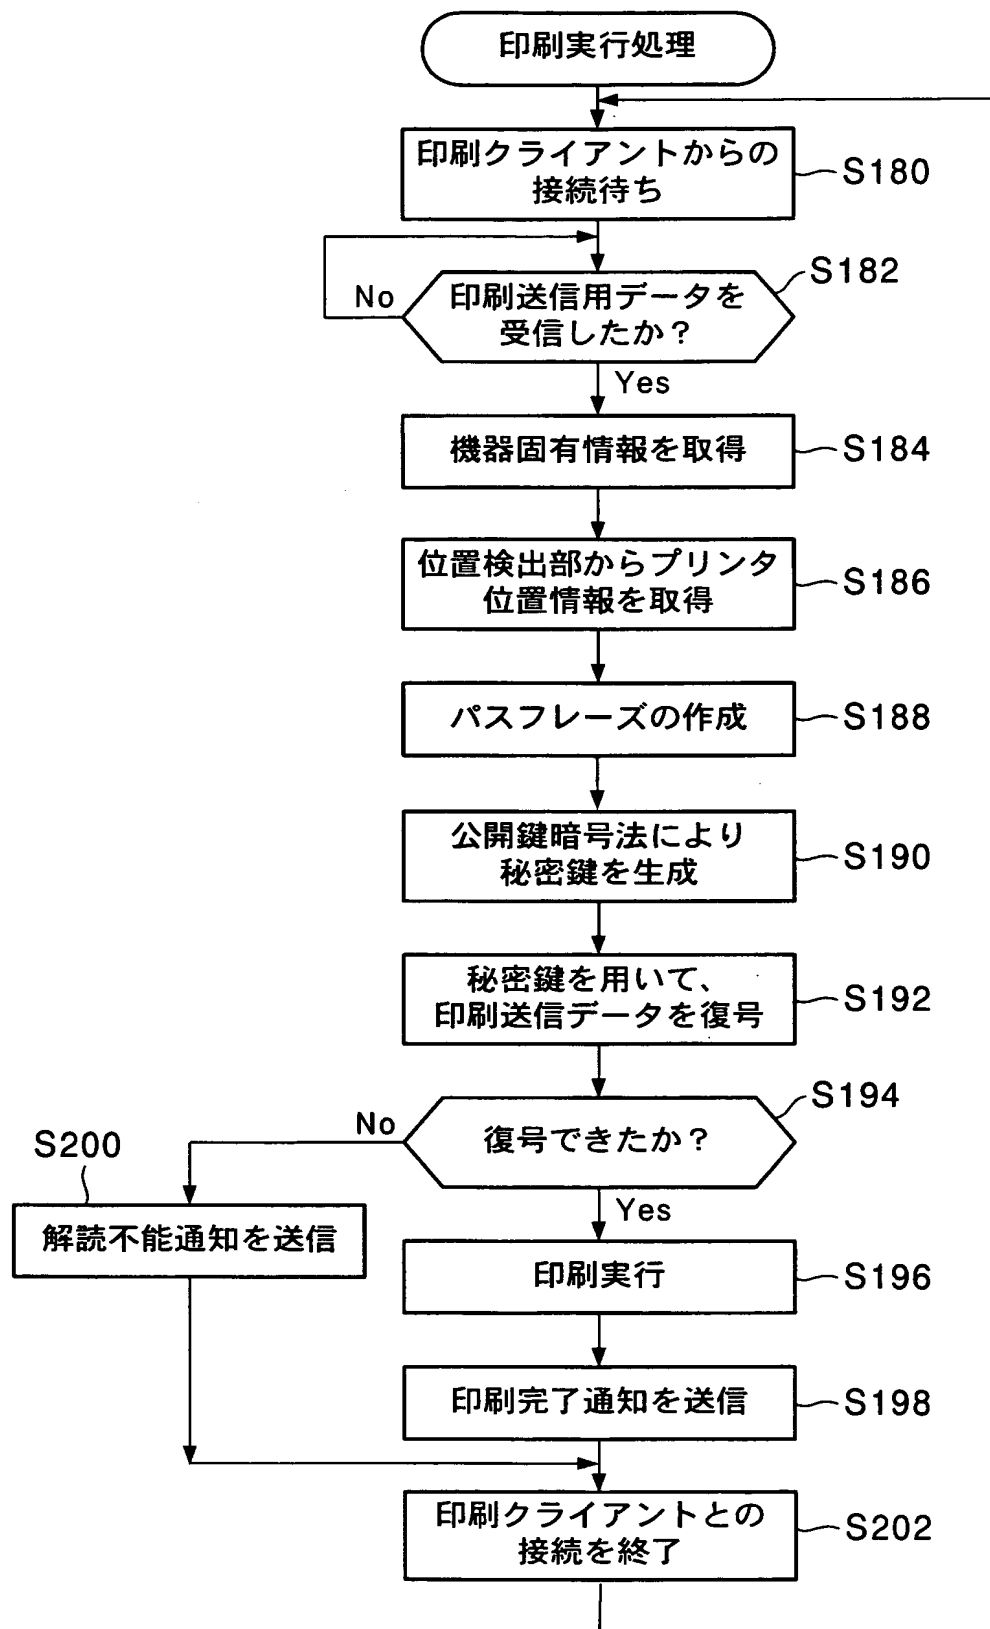 印刷実行処理
印刷クライアントからの
接続待ち
S180
S182
No
印刷送信用データを
受信したか？
Yes
機器固有情報を取得
S184
位置検出部からプリンタ
位置情報を取得
S186
パスフレーズの作成
S188
公開鍵暗号法により
秘密鍵を生成
S190
秘密鍵を用いて、
印刷送信データを復号
S192
S194
No
復号できたか？
S200
Yes
解読不能通知を送信
印刷実行
S196
印刷完了通知を送信
S198
印刷クライアントとの
接続を終了
S202